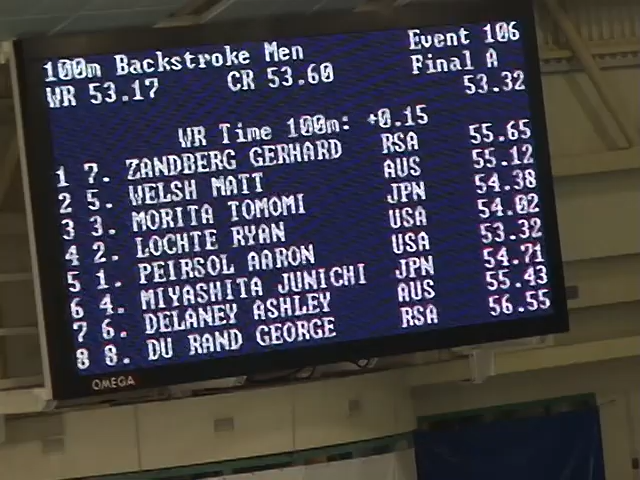 100m Backstroke Men Event 106
WR 53.17 CR 53.60 Final A
53.32
WR Time 100m: +0.15
1 7. ZANDBERG GERHARD RSA 55.65
2 5. WELSH MATT AUS 55.12
3 3. MORITA TOMOMI JPN 54.38
4 2. LOCHTE RYAN USA 54.02
5 1. PEIRSOL AARON USA 53.32
6 4. MIYASHITA JUNICHI JPN 54.71
7 6. DELANEY ASHLEY AUS 55.43
8 8. DU RAND GEORGE RSA 56.55
OMEGA